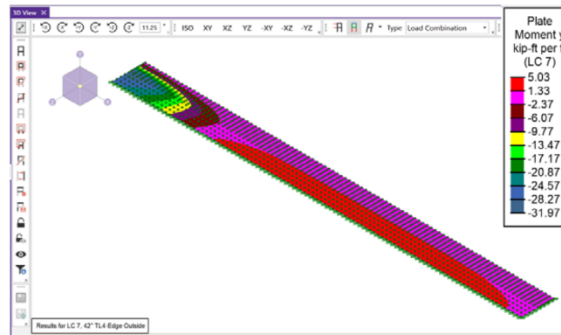 3D View
11.25 °
ISO XY XZ YZ -XY -XZ -YZ
Type Load Combination
Plate
Moment y
kip-ft per f
(LC 7)
5.03
1.33
-2.37
-6.07
-9.77
-13.47
-17.17
-20.87
-24.57
-28.27
-31.97
Results for LC 7, 42" TL4-Edge Outside